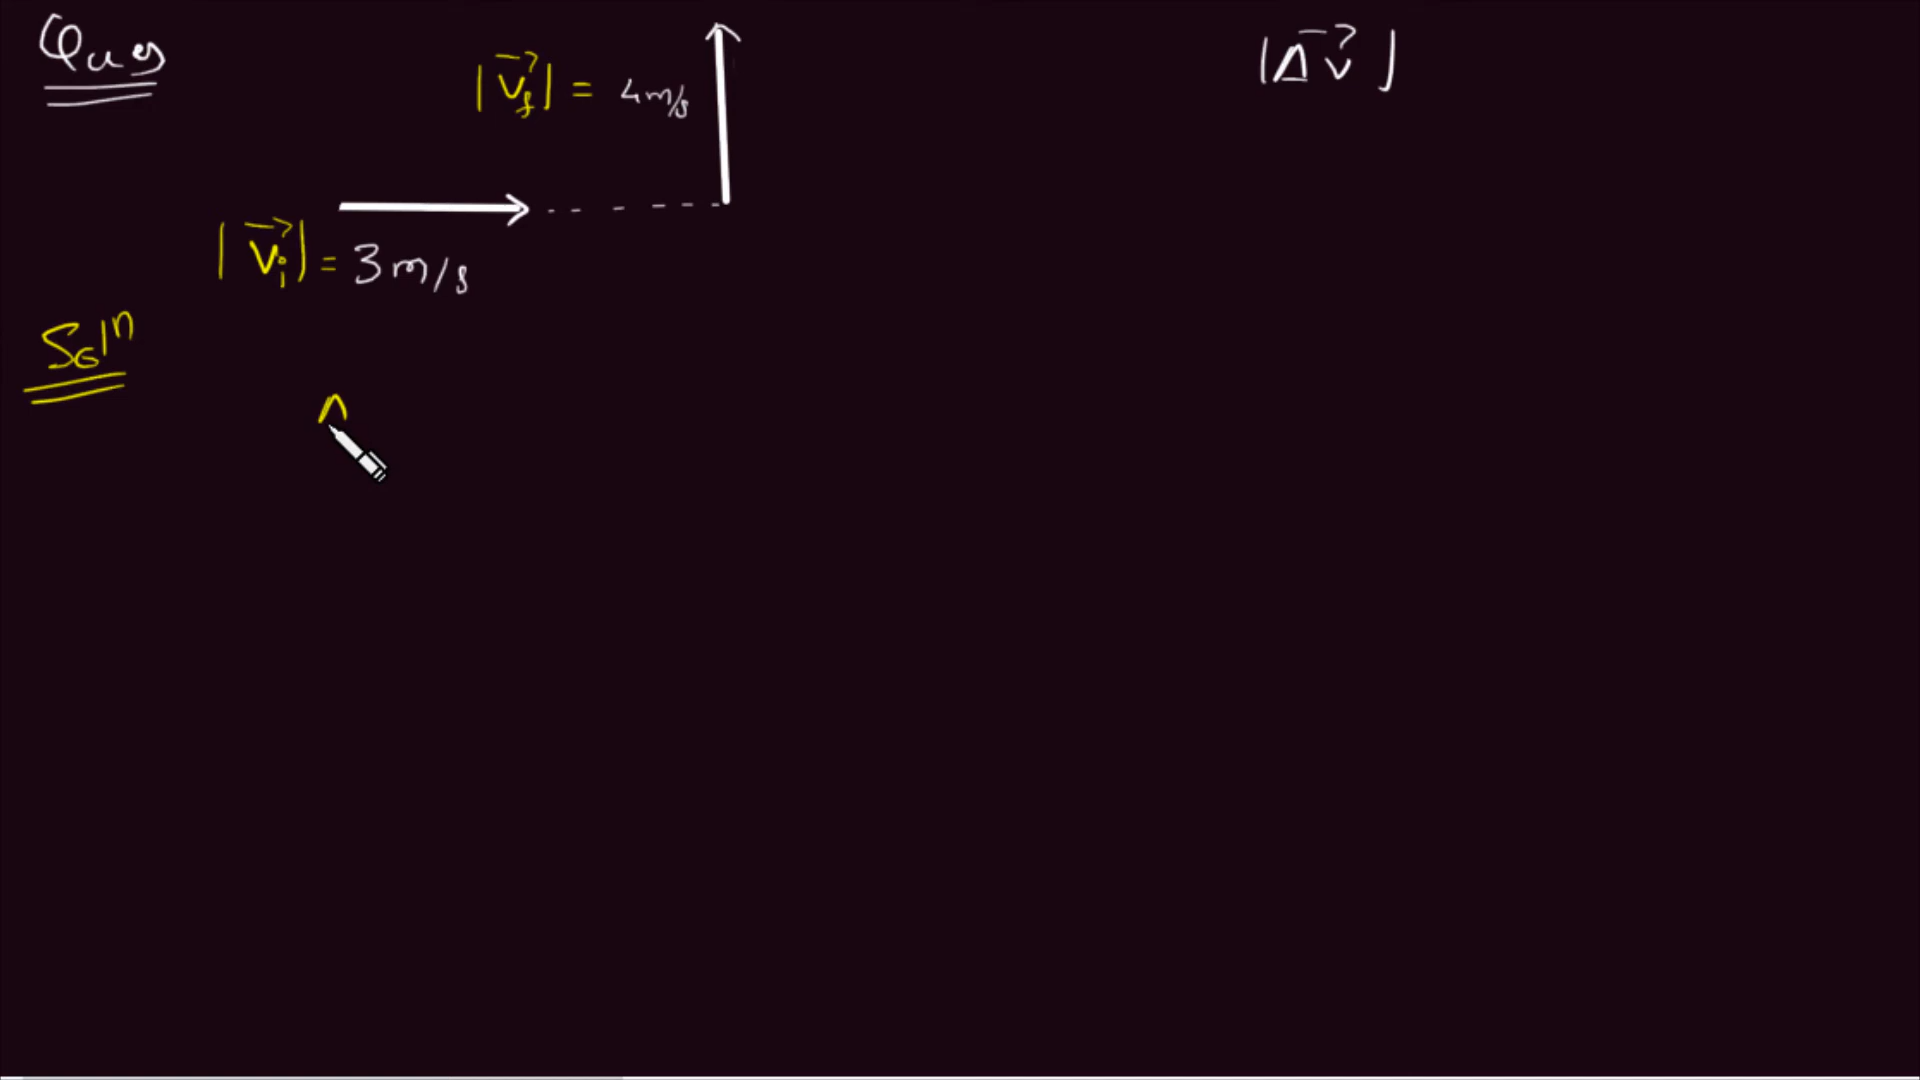 Ques
|v⃗f| = 4m/s
|Δv⃗|
|v⃗i| = 3m/s
Solⁿ